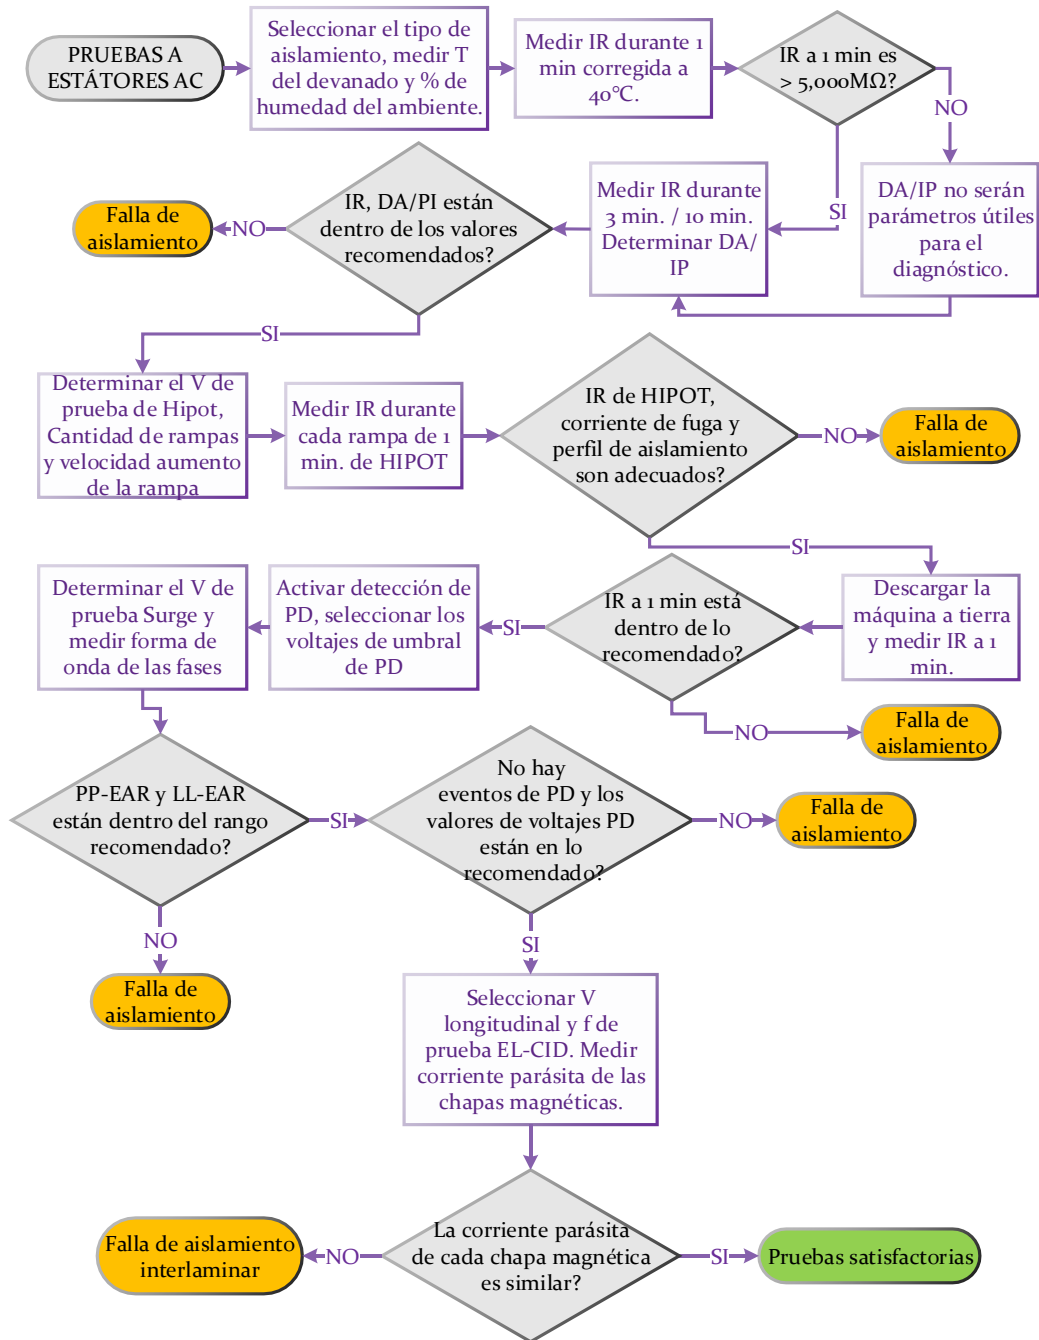 PRUEBAS A
ESTÁTORES AC
Seleccionar el tipo de
aislamiento, medir T
del devanado y % de
humedad del ambiente.
Medir IR durante 1
min corregida a
40°C.
IR a 1 min es
> 5,000MΩ?
NO
SI
DA/IP no serán
parámetros útiles
para el
diagnóstico.
Medir IR durante
3 min. / 10 min.
Determinar DA/
IP
IR, DA/PI están
dentro de los valores
recomendados?
NO
Falla de
aislamiento
SI
Determinar el V de
prueba de Hipot,
Cantidad de rampas
y velocidad aumento
de la rampa
Medir IR durante
cada rampa de 1
min. de HIPOT
IR de HIPOT,
corriente de fuga y
perfil de aislamiento
son adecuados?
NO
Falla de
aislamiento
SI
Descargar la
máquina a tierra
y medir IR a 1
min.
IR a 1 min está
dentro de lo
recomendado?
NO
Falla de
aislamiento
SI
Activar detección de
PD, seleccionar los
voltajes de umbral
de PD
Determinar el V de
prueba Surge y
medir forma de
onda de las fases
PP-EAR y LL-EAR
están dentro del rango
recomendado?
NO
Falla de
aislamiento
SI
No hay
eventos de PD y los
valores de voltajes PD
están en lo
recomendado?
NO
Falla de
aislamiento
SI
Seleccionar V
longitudinal y f de
prueba EL-CID. Medir
corriente parásita de las
chapas magnéticas.
La corriente parásita
de cada chapa magnética
es similar?
NO
Falla de aislamiento
interlaminar
SI
Pruebas satisfactorias